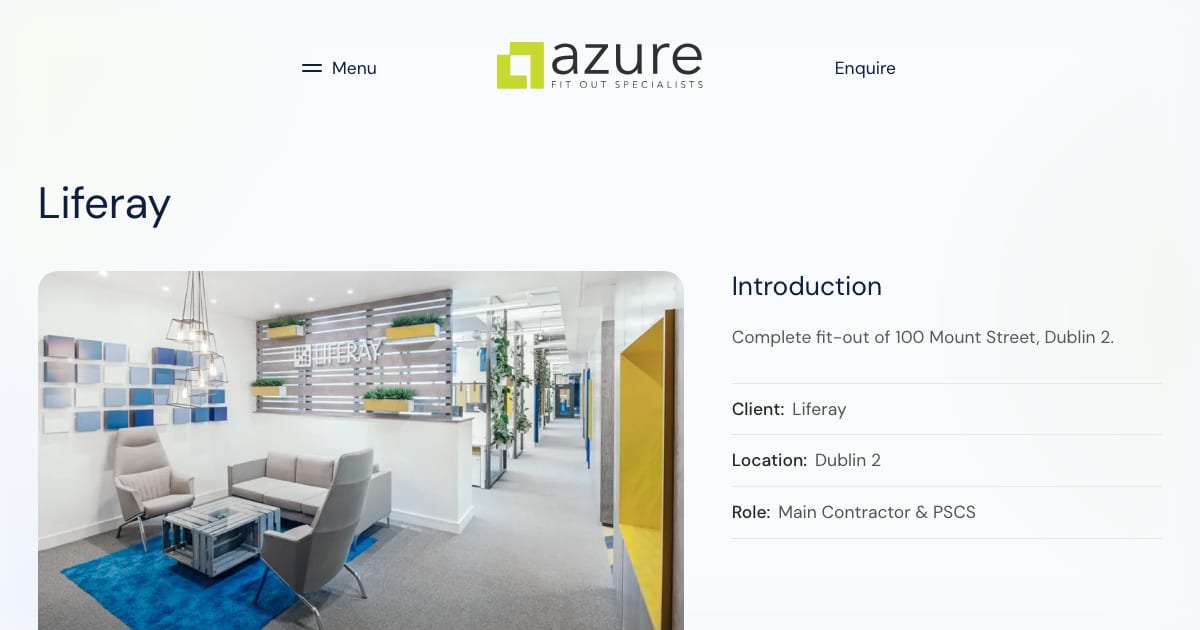 Menu
azure
FIT OUT SPECIALISTS
Enquire
Liferay
LIFERAY
Introduction
Complete fit-out of 100 Mount Street, Dublin 2.
Client: Liferay
Location: Dublin 2
Role: Main Contractor & PSCS